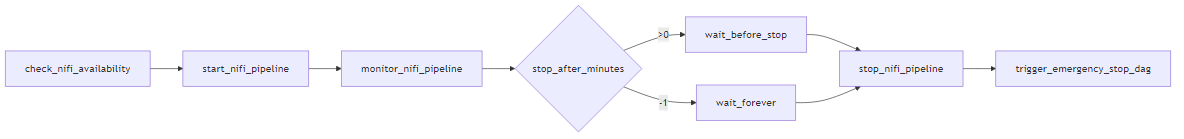 check_nifi_availability
start_nifi_pipeline
monitor_nifi_pipeline
stop_after_minutes
>0
wait_before_stop
-1
wait_forever
stop_nifi_pipeline
trigger_emergency_stop_dag